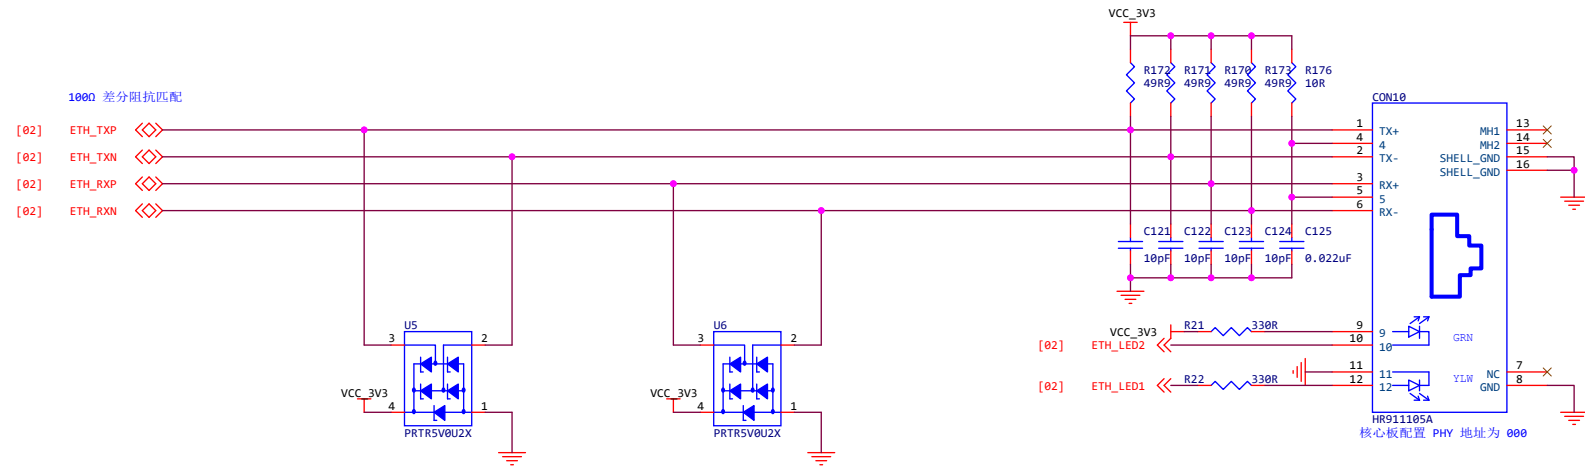 VCC_3V3
R172 R171 R170 R173 R176
49R9 49R9 49R9 49R9 10R
100Ω 差分阻抗匹配
CON10
[02] ETH_TXP
[02] ETH_TXN
[02] ETH_RXP
[02] ETH_RXN
1 TX+ MH1 13
4 4 MH2 14
2 TX- SHELL_GND 15
SHELL_GND 16
3 RX+
5 5
6 RX-
C121 C122 C123 C124 C125
10pF 10pF 10pF 10pF 0.022uF
U5 U6
3 2 3 2
VCC_3V3 VCC_3V3
4 1 4 1
PRTR5V0U2X PRTR5V0U2X
VCC_3V3 R21 330R 9 9
[02] ETH_LED2 10 10 GRN
11 11 NC 7
[02] ETH_LED1 R22 330R 12 12 YLW GND 8
HR911105A
核心板配置 PHY 地址为 000